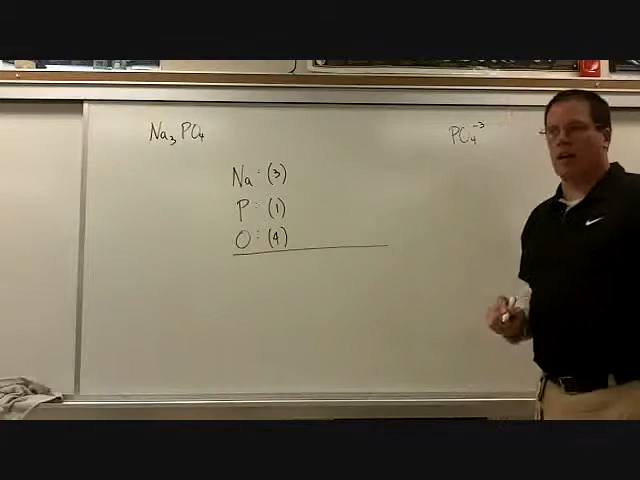 Na₃PO₄
PO₄⁻³
Na: (3)
P: (1)
O: (4)